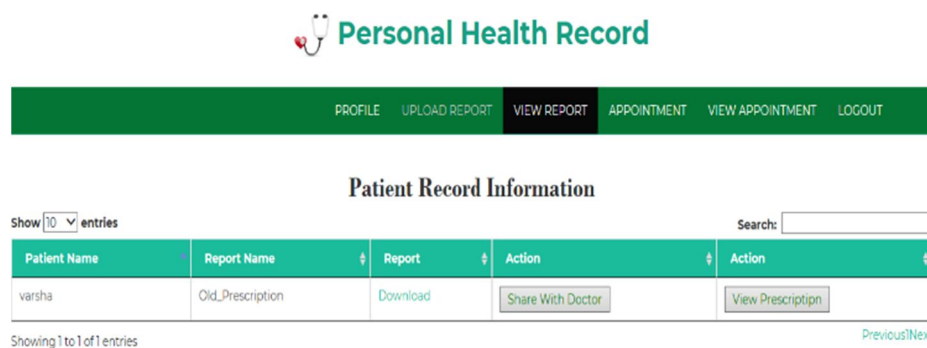 Personal Health Record
PROFILE UPLOAD REPORT VIEW REPORT APPOINTMENT VIEW APPOINTMENT LOGOUT
Patient Record Information
Show 10 entries Search:
Patient Name Report Name Report Action Action
varsha Old_Prescription Download Share With Doctor View Prescriptipn
Showing 1 to 1 of 1 entries Previous1Nex